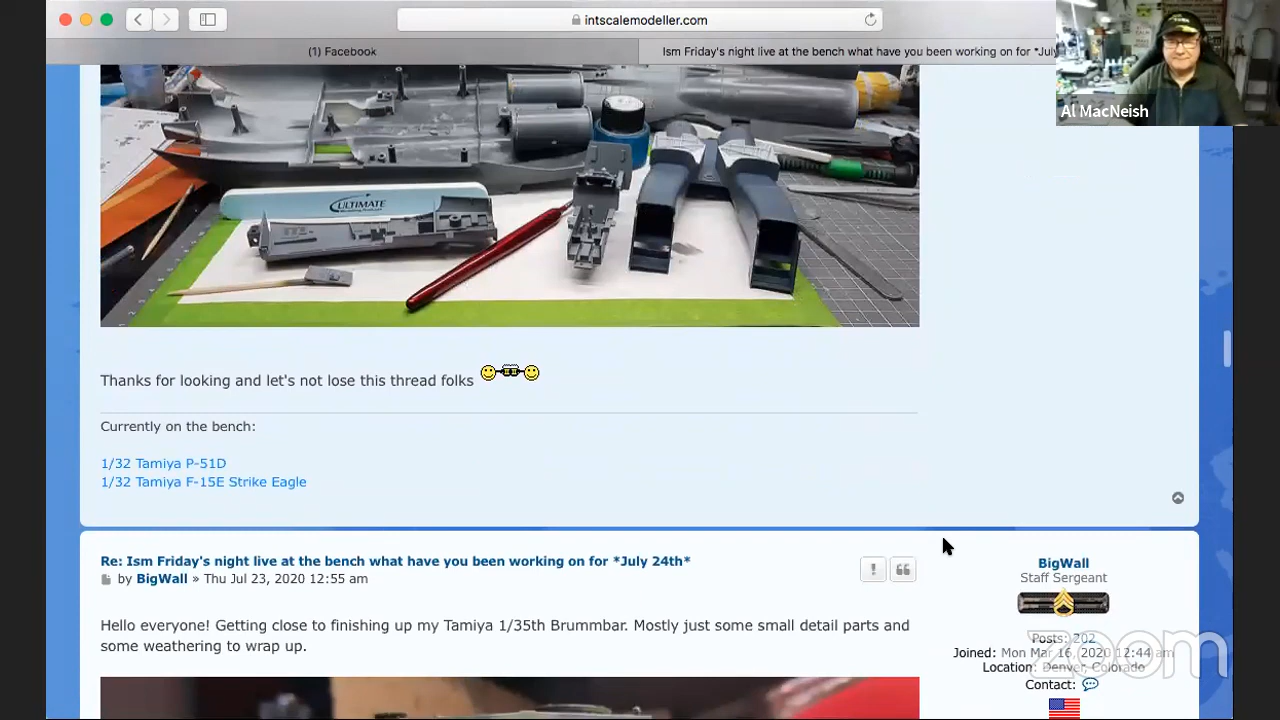 intscalemodeller.com
(1) Facebook
Ism Friday's night live at the bench what have you been working on for *July
Al MacNeish
ULTIMATE
Thanks for looking and let's not lose this thread folks
Currently on the bench:
1/32 Tamiya P-51D
1/32 Tamiya F-15E Strike Eagle
Re: Ism Friday's night live at the bench what have you been working on for *July 24th*
by BigWall » Thu Jul 23, 2020 12:55 am
BigWall
Staff Sergeant
Posts: 202
Joined: Mon Mar 16, 2020 12:44 am
Location: Denver, Colorado
Contact:
Hello everyone! Getting close to finishing up my Tamiya 1/35th Brummbar. Mostly just some small detail parts and
some weathering to wrap up.
zoom